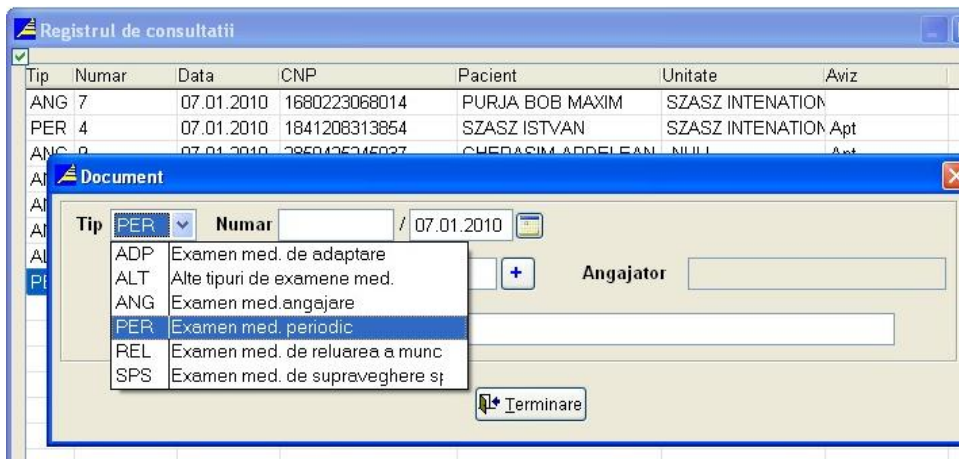 Registrul de consultatii
Tip Numar Data CNP Pacient Unitate Aviz
ANG 7 07.01.2010 1680223068014 PURJA BOB MAXIM SZASZ INTENATION
PER 4 07.01.2010 1841208313854 SZASZ ISTVAN SZASZ INTENATION Apt
Document
Tip PER Numar / 07.01.2010
ADP Examen med. de adaptare
ALT Alte tipuri de examene med.
+ Angajator
ANG Examen med.angajare
PER Examen med. periodic
REL Examen med. de reluarea a munc
SPS Examen med. de supraveghere
Terminare